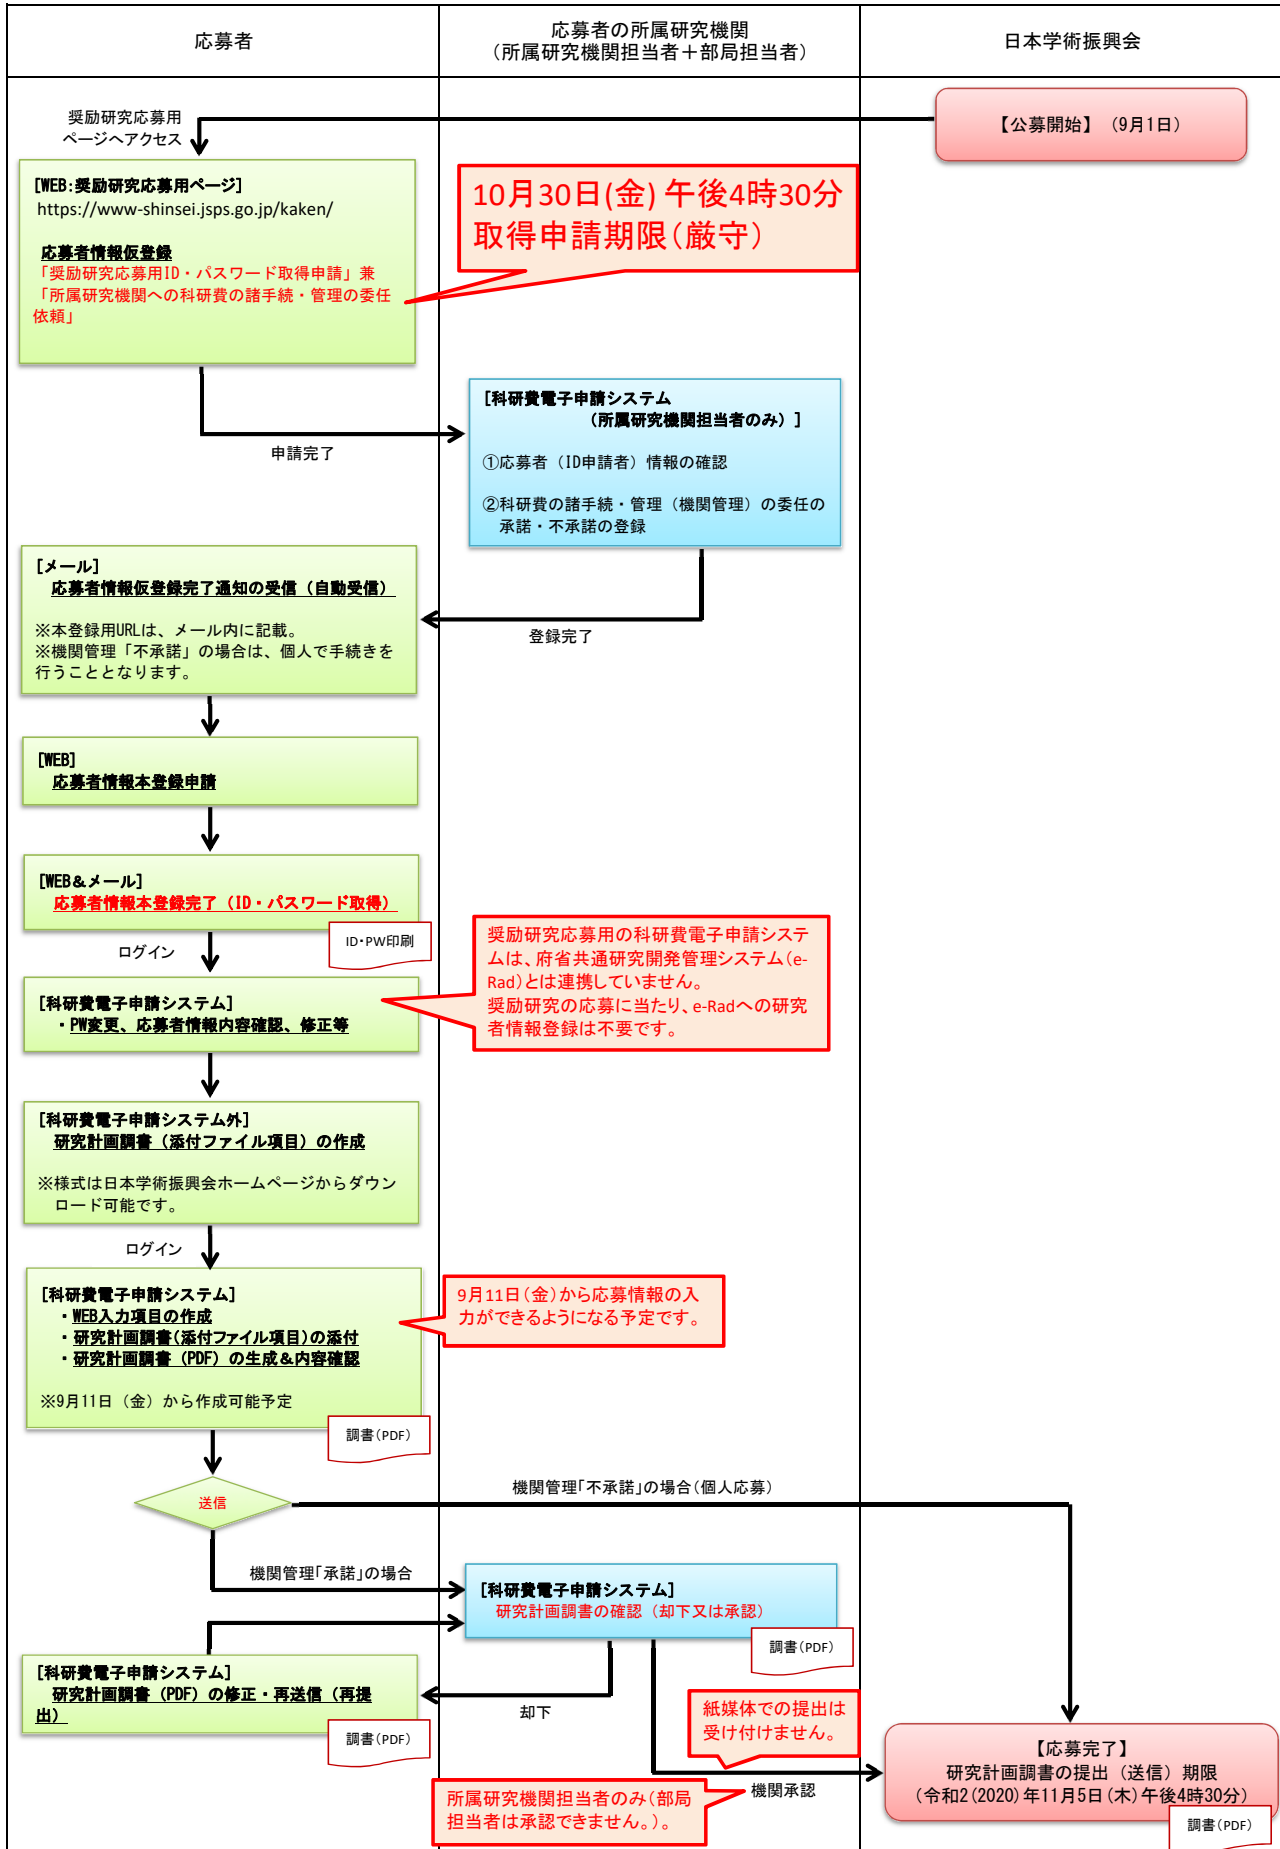 応募者
応募者の所属研究機関
（所属研究機関担当者＋部局担当者）
日本学術振興会
奨励研究応募用
ページへアクセス
【公募開始】（9月1日）
[WEB：奨励研究応募用ページ]
https://www-shinsei.jsps.go.jp/kaken/
応募者情報仮登録
「奨励研究応募用ID・パスワード取得申請」兼
「所属研究機関への科研費の諸手続・管理の委任
依頼」
10月30日(金) 午後4時30分
取得申請期限（厳守）
申請完了
[科研費電子申請システム
（所属研究機関担当者のみ）]
①応募者（ID申請者）情報の確認
②科研費の諸手続・管理（機関管理）の委任の
承諾・不承諾の登録
[メール]
応募者情報仮登録完了通知の受信（自動受信）
※本登録用URLは、メール内に記載。
※機関管理「不承諾」の場合は、個人で手続きを
行うこととなります。
登録完了
[WEB]
応募者情報本登録申請
[WEB＆メール]
応募者情報本登録完了（ID・パスワード取得）
ID・PW印刷
ログイン
[科研費電子申請システム]
・PW変更、応募者情報内容確認、修正等
奨励研究応募用の科研費電子申請システ
ムは、府省共通研究開発管理システム（e-
Rad）とは連携していません。
奨励研究の応募に当たり、e-Radへの研究
者情報登録は不要です。
[科研費電子申請システム外]
研究計画調書（添付ファイル項目）の作成
※様式は日本学術振興会ホームページからダウン
ロード可能です。
ログイン
[科研費電子申請システム]
・WEB入力項目の作成
・研究計画調書（添付ファイル項目）の添付
・研究計画調書（PDF）の生成＆内容確認
※9月11日（金）から作成可能予定
調書（PDF）
9月11日（金）から応募情報の入
力ができるようになる予定です。
送信
機関管理「不承諾」の場合（個人応募）
機関管理「承諾」の場合
[科研費電子申請システム]
研究計画調書の確認（却下又は承認）
調書（PDF）
[科研費電子申請システム]
研究計画調書（PDF）の修正・再送信（再提
出）
調書（PDF）
却下
紙媒体での提出は
受け付けません。
機関承認
所属研究機関担当者のみ（部局
担当者は承認できません。）。
【応募完了】
研究計画調書の提出（送信）期限
（令和2(2020)年11月5日(木)午後4時30分）
調書（PDF）